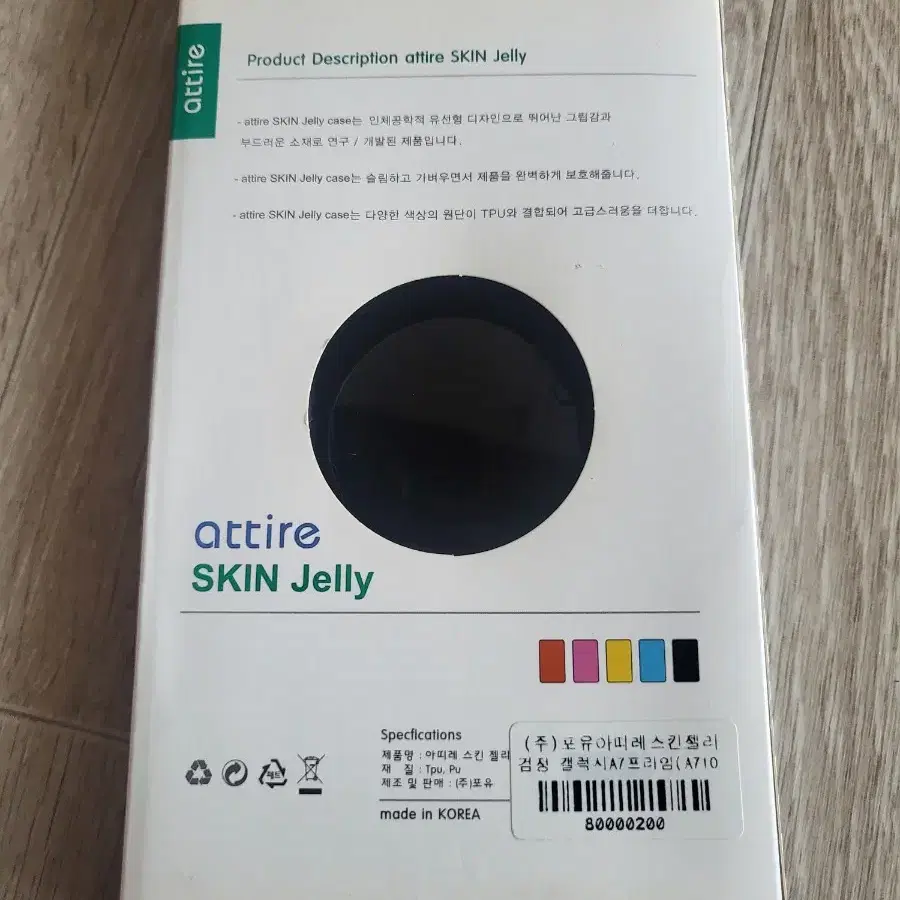 attire
Product Description attire SKIN Jelly
- attire SKIN Jelly case는 인체공학적 유선형 디자인으로 뛰어난 그립감과
부드러운 소재로 연구 / 개발된 제품입니다.
- attire SKIN Jelly case는 슬림하고 가벼우면서 제품을 완벽하게 보호해줍니다.
- attire SKIN Jelly case는 다양한 색상의 원단이 TPU와 결합되어 고급스러움을 더합니다.
attire
SKIN Jelly
Specfications
제품명 : 아띠레 스킨 젤리
재 질 : Tpu, Pu
제조 및 판매 : (주)포유
made in KOREA
(주)포유아띠레스킨젤리
검정 갤럭시A7프라임(A710
80000200